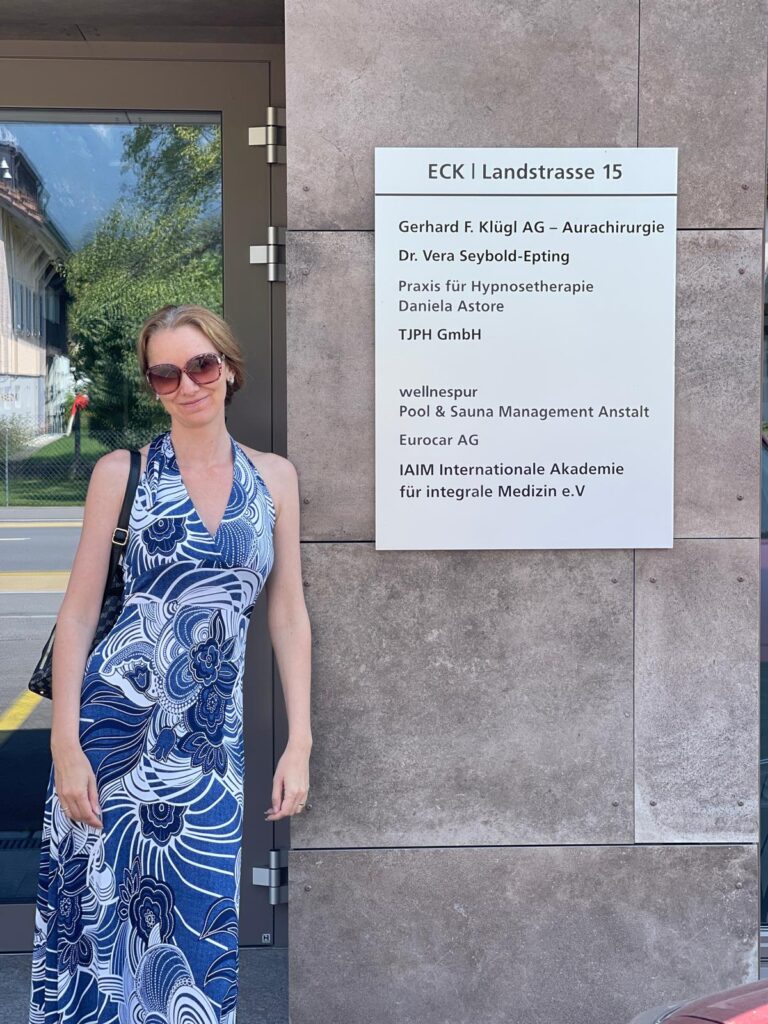 ECK | Landstrasse 15
Gerhard F. Klügl AG – Aurachirurgie
Dr. Vera Seybold-Epting
Praxis für Hypnosetherapie
Daniela Astore
TJPH GmbH
wellnespur
Pool & Sauna Management Anstalt
Eurocar AG
IAIM Internationale Akademie
für integrale Medizin e.V